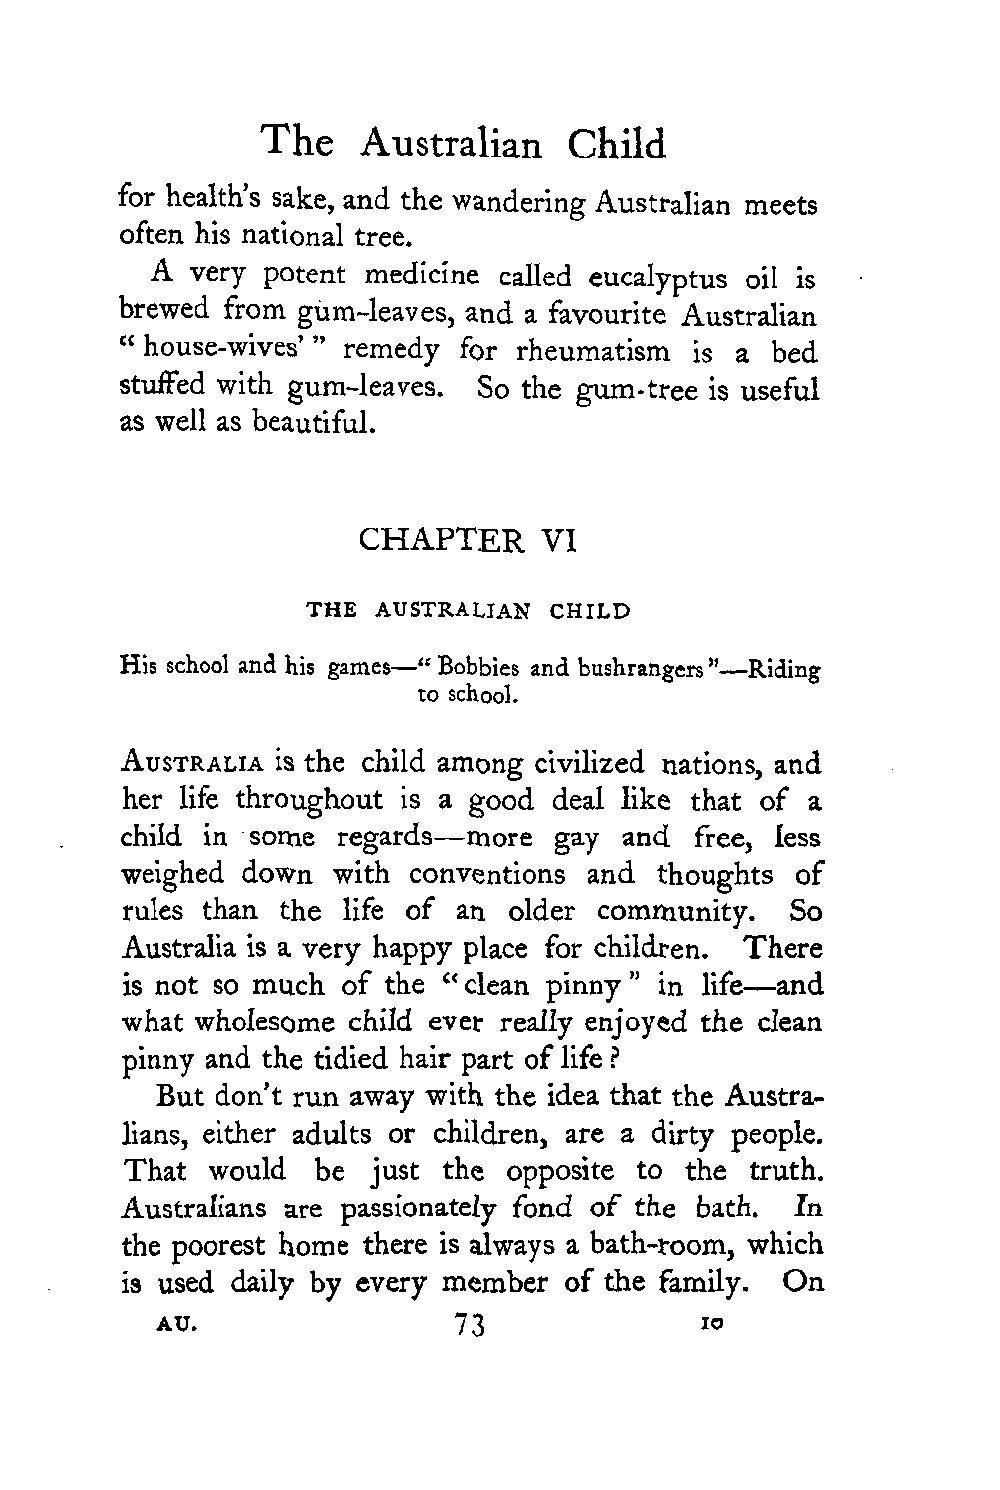 The Australian Child
for health's sake, and the wandering Australian meets
often his national tree.
A very potent medicine called eucalyptus oil is
brewed from gum-leaves, and a favourite Australian
“ house-wives' ” remedy for rheumatism is a bed
stuffed with gum-leaves. So the gum-tree is useful
as well as beautiful.
CHAPTER VI
THE AUSTRALIAN CHILD
His school and his games—“ Bobbies and bushrangers ”—Riding
to school.
AUSTRALIA is the child among civilized nations, and
her life throughout is a good deal like that of a
child in some regards—more gay and free, less
weighed down with conventions and thoughts of
rules than the life of an older community. So
Australia is a very happy place for children. There
is not so much of the “ clean pinny ” in life—and
what wholesome child ever really enjoyed the clean
pinny and the tidied hair part of life ?
But don't run away with the idea that the Austra-
lians, either adults or children, are a dirty people.
That would be just the opposite to the truth.
Australians are passionately fond of the bath. In
the poorest home there is always a bath-room, which
is used daily by every member of the family. On
AU. 73 10